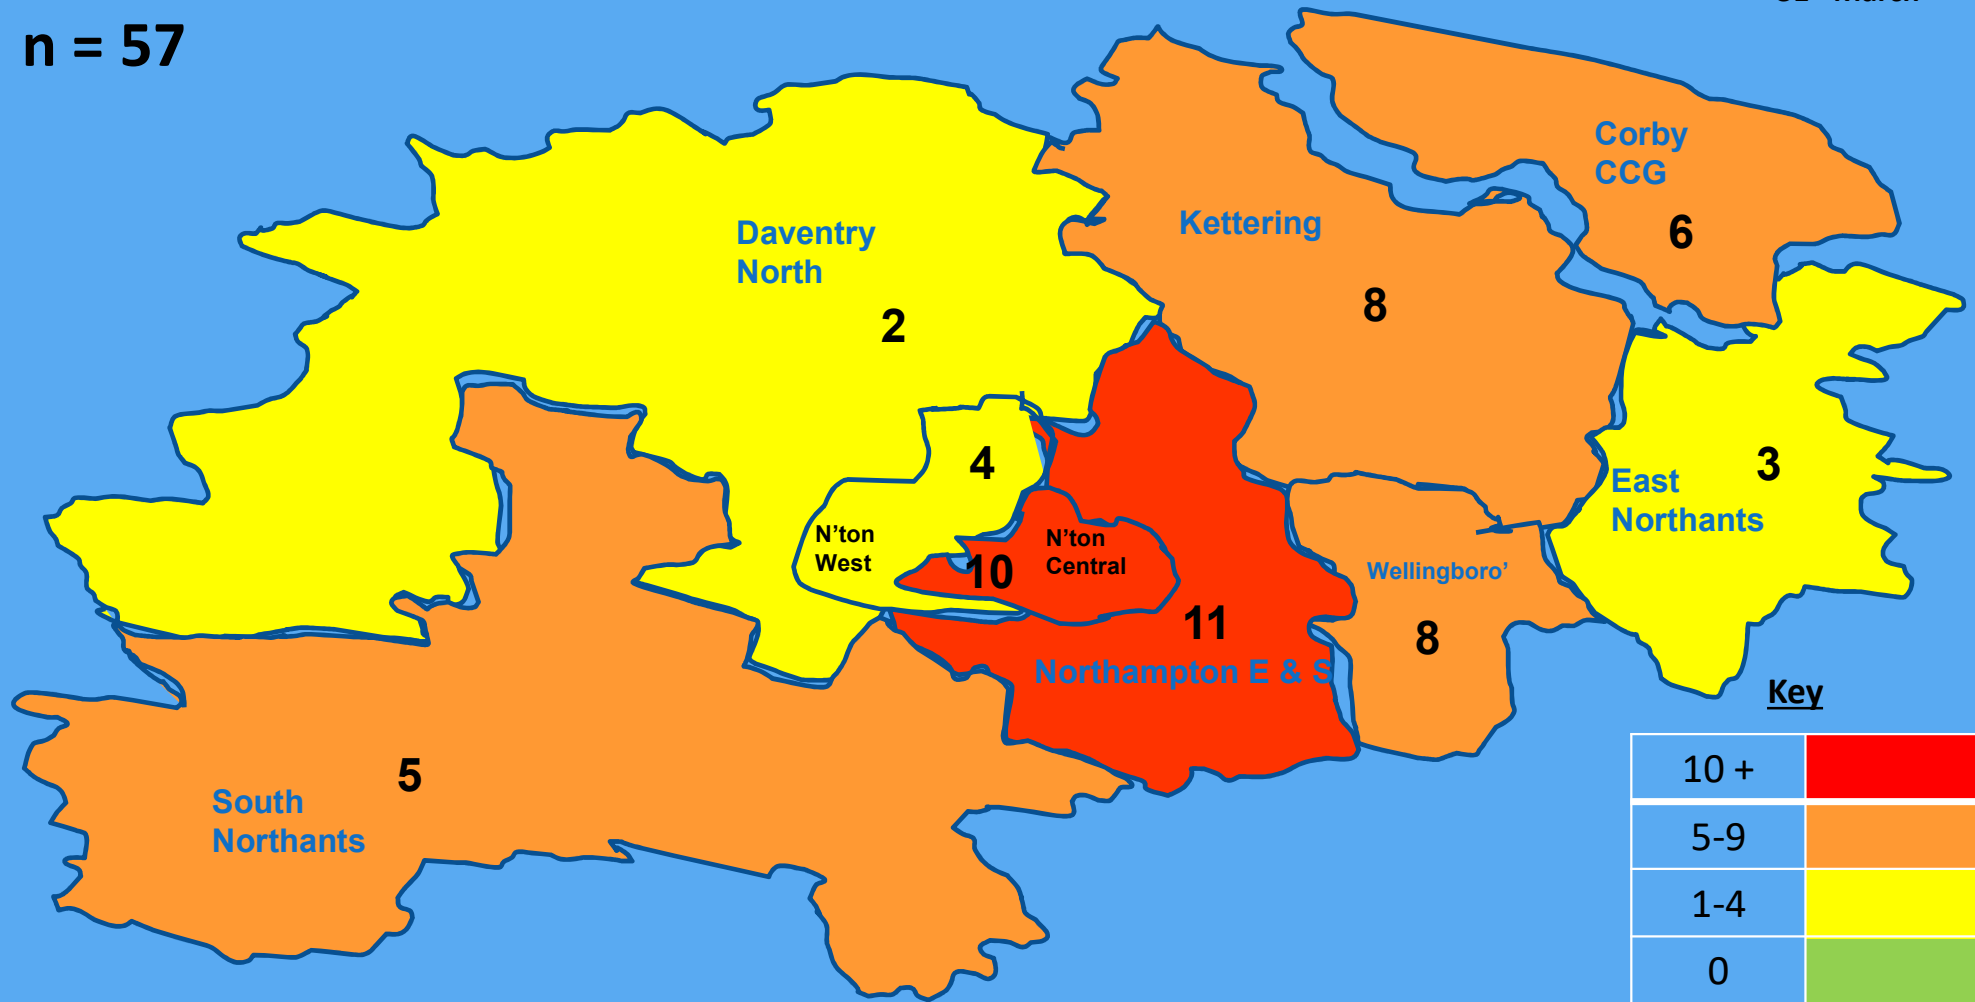 n = 57
Corby
CCG
6
Kettering
8
Daventry
North
2
4
3
East
Northants
N'ton
West
10
N'ton
Central
Wellingboro'
8
11
Northampton E & S
5
South
Northants
Key
10 +
5-9
1-4
0